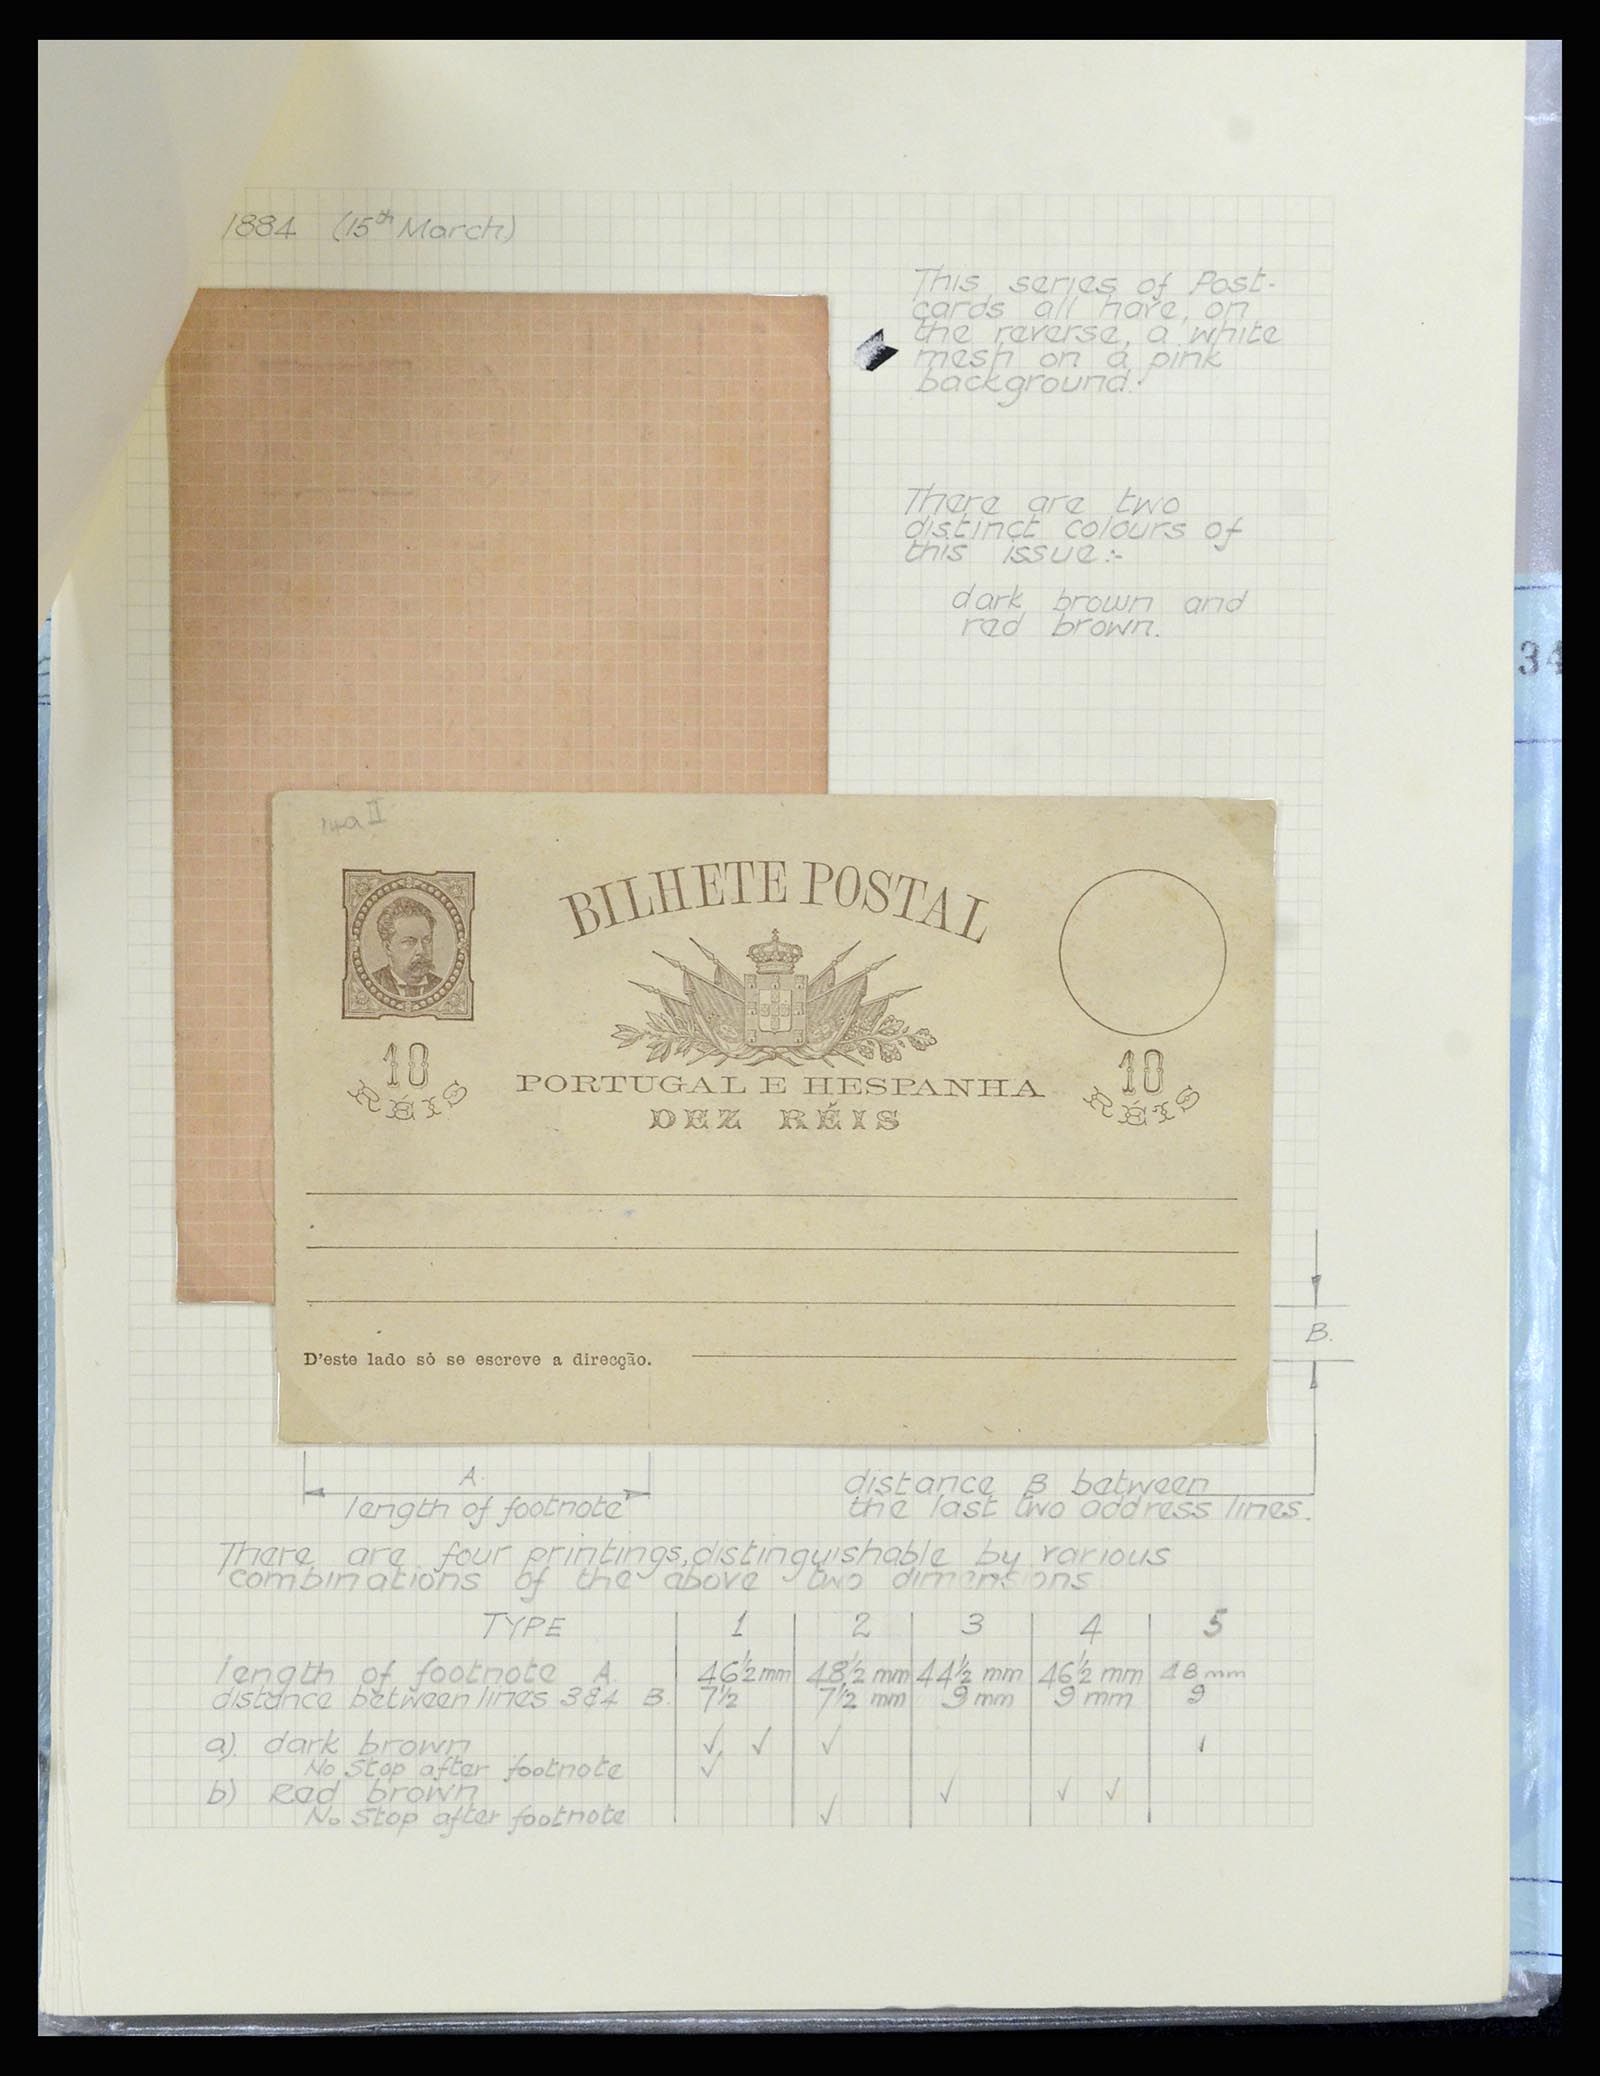 1884 (15th March)
This series of Post-
cards all have, on
the reverse, a white
mesh on a pink
background.
There are two
distinct colours of
this issue:-
dark brown and
red brown.
34
14a II
BILHETE POSTAL
10
RÉIS
10
RÉIS
PORTUGAL E HESPANHA
DEZ RÉIS
D'este lado só se escreve a direcção.
B.
A.
length of footnote
distance B between
the last two address lines.
There are four printings, distinguishable by various
combinations of the above two dimensions
TYPE 1 2 3 4 5
length of footnote A 46½mm 48½ mm 44½ mm 46½ mm 48mm
distance between lines 3&4 B. 7½ 7½ mm 9 mm 9 mm 9
a) dark brown ✓ ✓ ✓
No Stop after footnote ✓
b) Red brown ✓ ✓ ✓
No Stop after footnote ✓